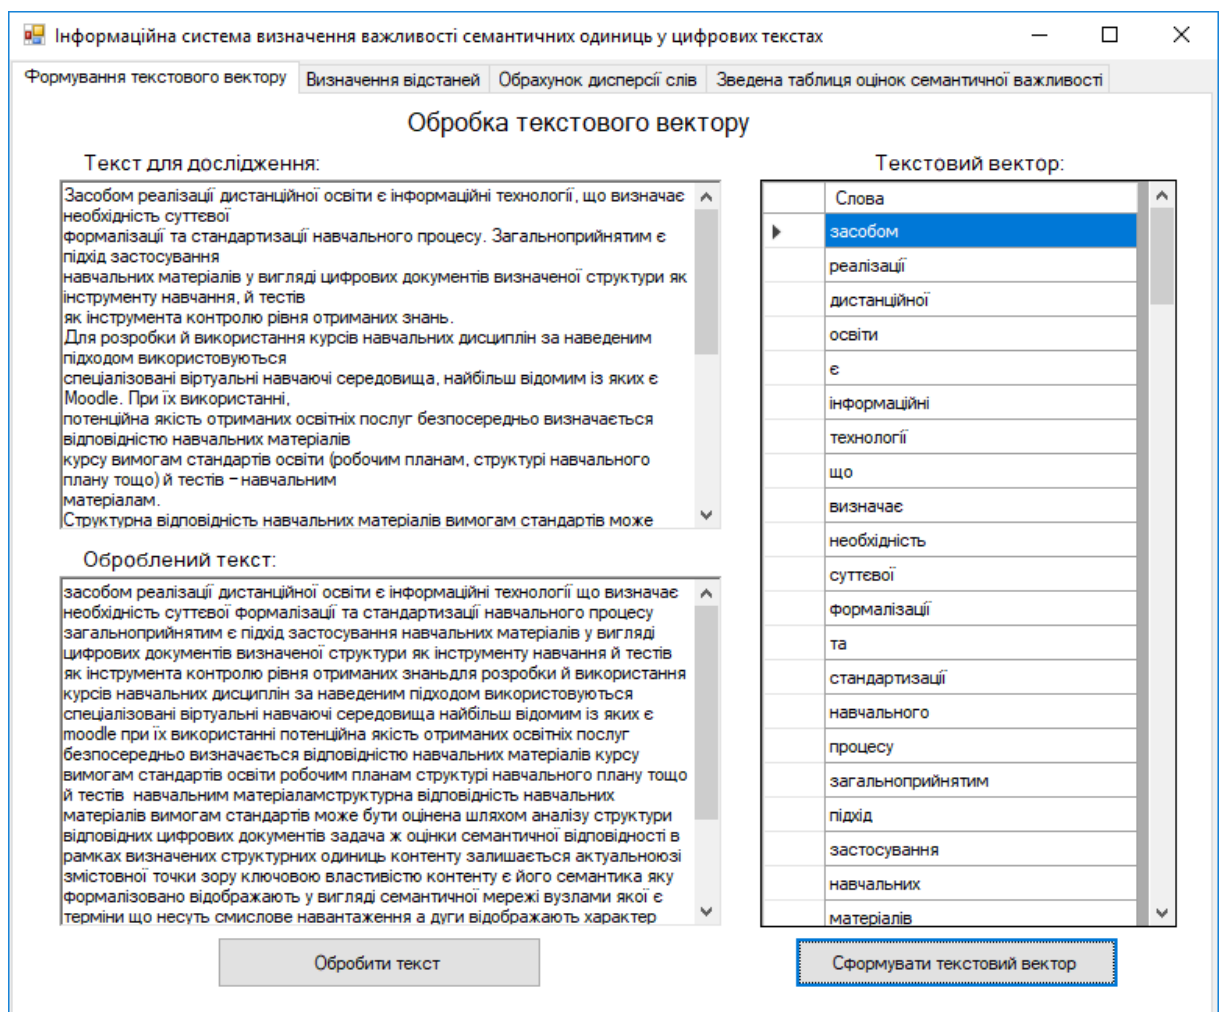 Інформаційна система визначення важливості семантичних одиниць у цифрових текстах
Формування текстового вектору
Визначення відстаней
Обрахунок дисперсії слів
Зведена таблиця оцінок семантичної важливості
Обробка текстового вектору
Текст для дослідження:
Засобом реалізації дистанційної освіти є інформаційні технології, що визначає
необхідність суттєвої
формалізації та стандартизації навчального процесу. Загальноприйнятим є
підхід застосування
навчальних матеріалів у вигляді цифрових документів визначеної структури як
інструменту навчання, й тестів
як інструмента контролю рівня отриманих знань.
Для розробки й використання курсів навчальних дисциплін за наведеним
підходом використовуються
спеціалізовані віртуальні навчаючі середовища, найбільш відомим із яких є
Moodle. При їх використанні,
потенційна якість отриманих освітніх послуг безпосередньо визначається
відповідністю навчальних матеріалів
курсу вимогам стандартів освіти (робочим планам, структурі навчального
плану тощо) й тестів – навчальним
матеріалам.
Структурна відповідність навчальних матеріалів вимогам стандартів може
Оброблений текст:
засобом реалізації дистанційної освіти є інформаційні технології що визначає
необхідність суттєвої формалізації та стандартизації навчального процесу
загальноприйнятим є підхід застосування навчальних матеріалів у вигляді
цифрових документів визначеної структури як інструменту навчання й тестів
як інструмента контролю рівня отриманих знаньдля розробки й використання
курсів навчальних дисциплін за наведеним підходом використовуються
спеціалізовані віртуальні навчаючі середовища найбільш відомим із яких є
moodle при їх використанні потенційна якість отриманих освітніх послуг
безпосередньо визначається відповідністю навчальних матеріалів курсу
вимогам стандартів освіти робочим планам структурі навчального плану тощо
й тестів  навчальним матеріаламструктурна відповідність навчальних
матеріалів вимогам стандартів може бути оцінена шляхом аналізу структури
відповідних цифрових документів задача ж оцінки семантичної відповідності в
рамках визначених структурних одиниць контенту залишається актуальноюзі
змістовної точки зору ключовою властивістю контенту є його семантика яку
формалізовано відображають у вигляді семантичної мережі вузлами якої є
терміни що несуть смислове навантаження а дуги відображають характер
Обробити текст
Текстовий вектор:
Слова
засобом
реалізації
дистанційної
освіти
є
інформаційні
технології
що
визначає
необхідність
суттєвої
формалізації
та
стандартизації
навчального
процесу
загальноприйнятим
підхід
застосування
навчальних
матеріалів
Сформувати текстовий вектор